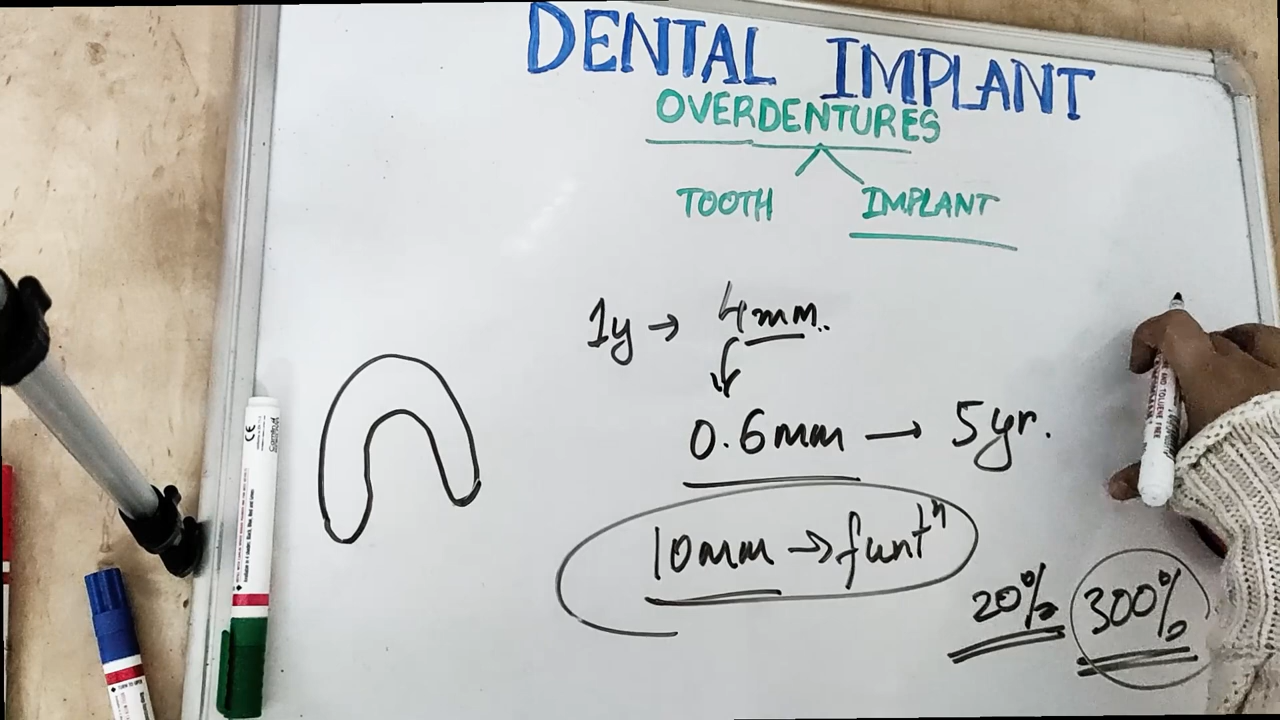 DENTAL IMPLANT
OVERDENTURES
TOOTH IMPLANT
1y → 4mm..
0.6mm → 5yr.
10mm → funtⁿ
20% 300%